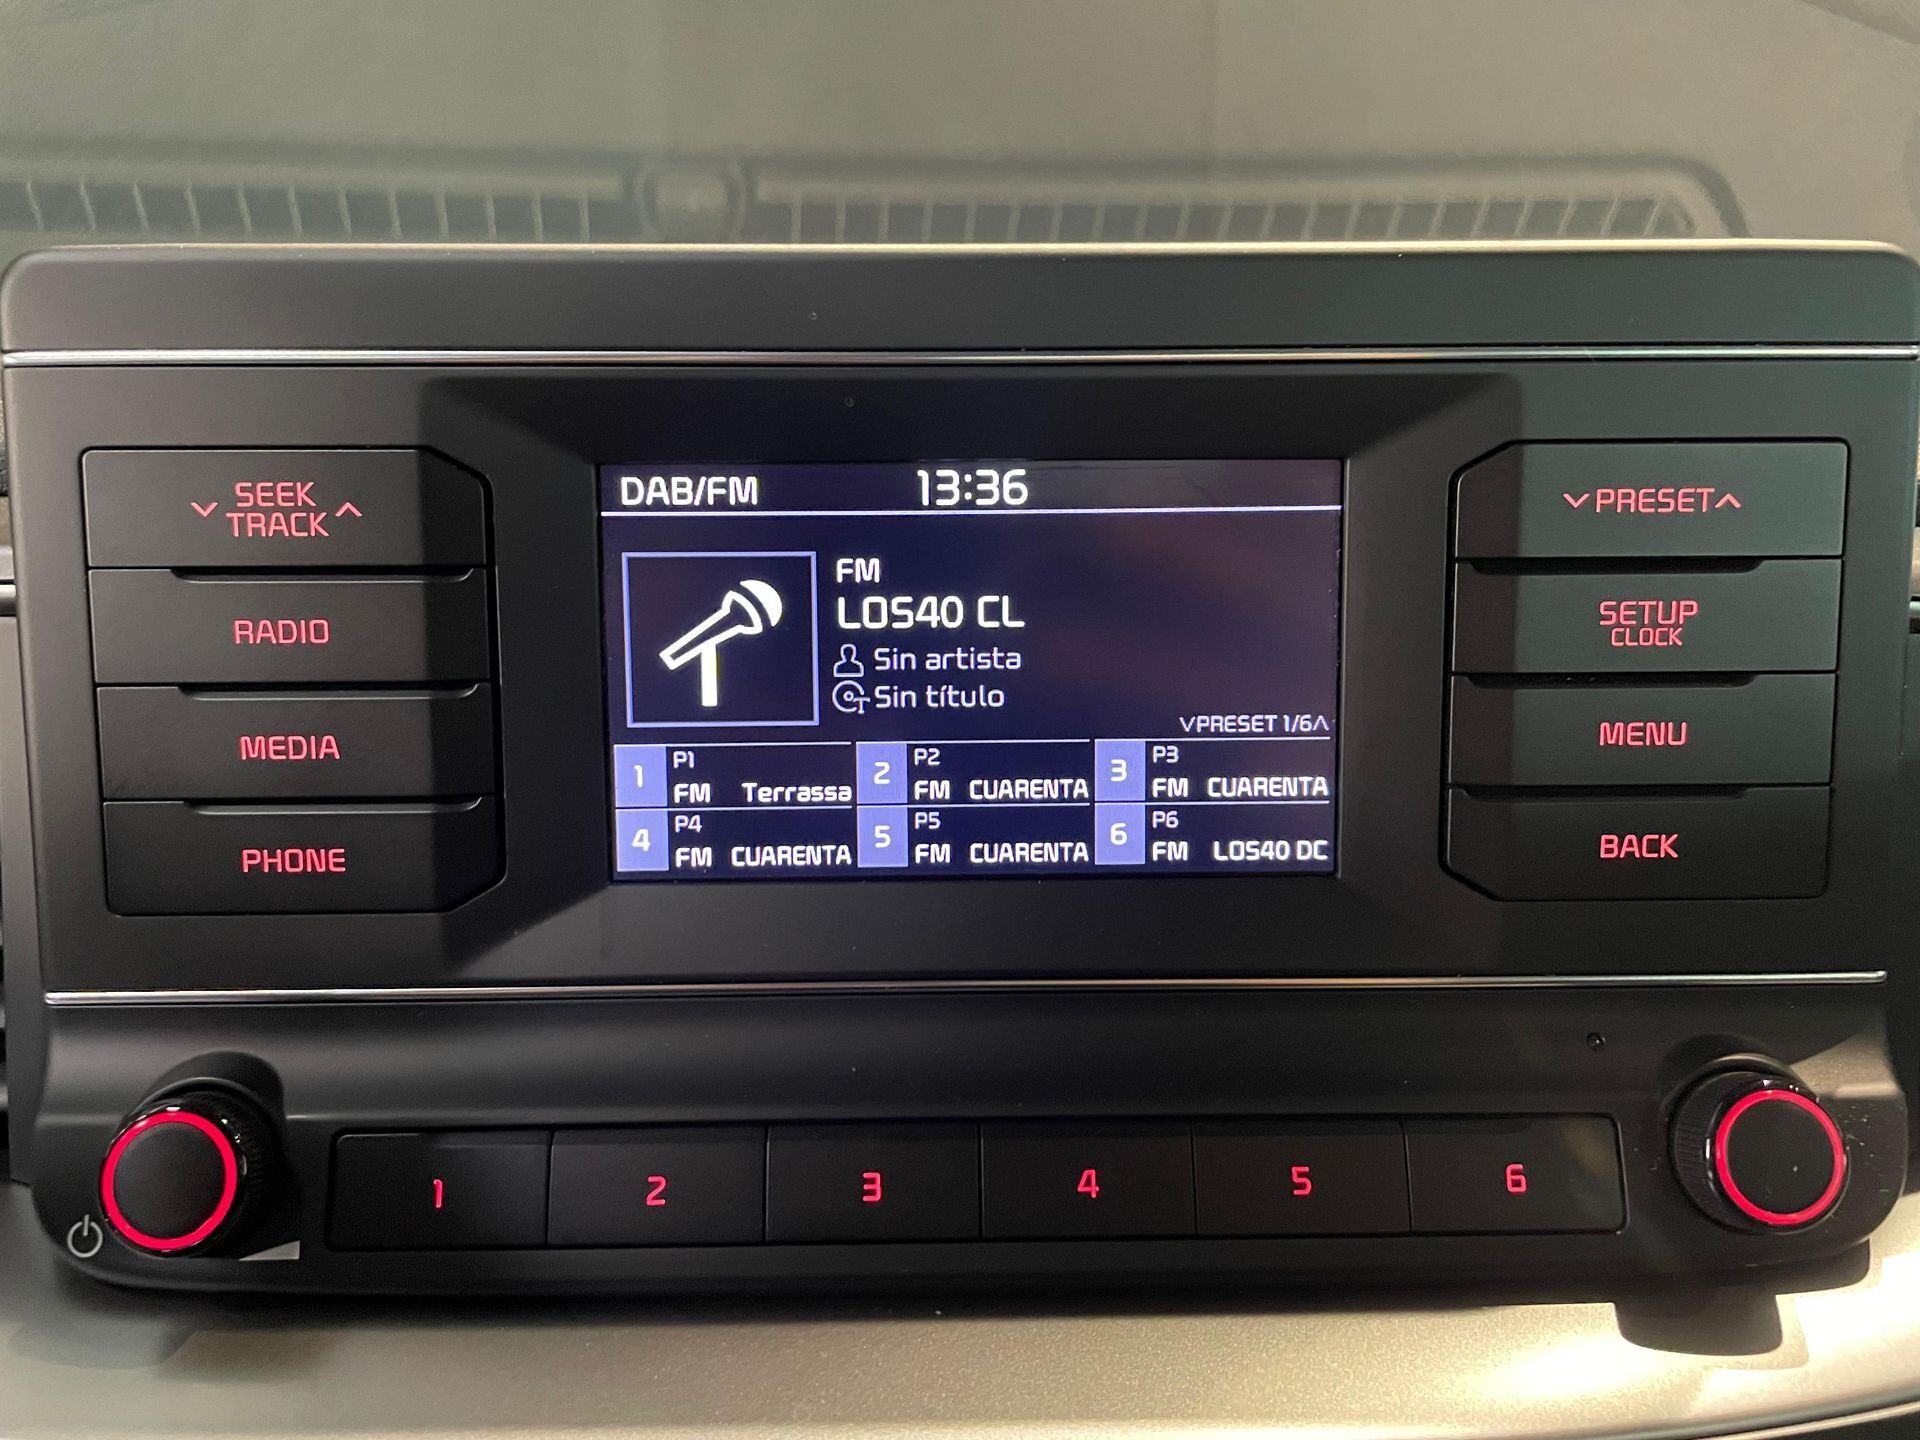 DAB/FM 13:36
SEEK
TRACK
RADIO
MEDIA
PHONE
FM
LOS40 CL
Sin artista
Sin título
PRESET 1/6
1 P1 FM Terrassa
2 P2 FM CUARENTA
3 P3 FM CUARENTA
4 P4 FM CUARENTA
5 P5 FM CUARENTA
6 P6 FM LOS40 DC
PRESET
SETUP
CLOCK
MENU
BACK
1 2 3 4 5 6